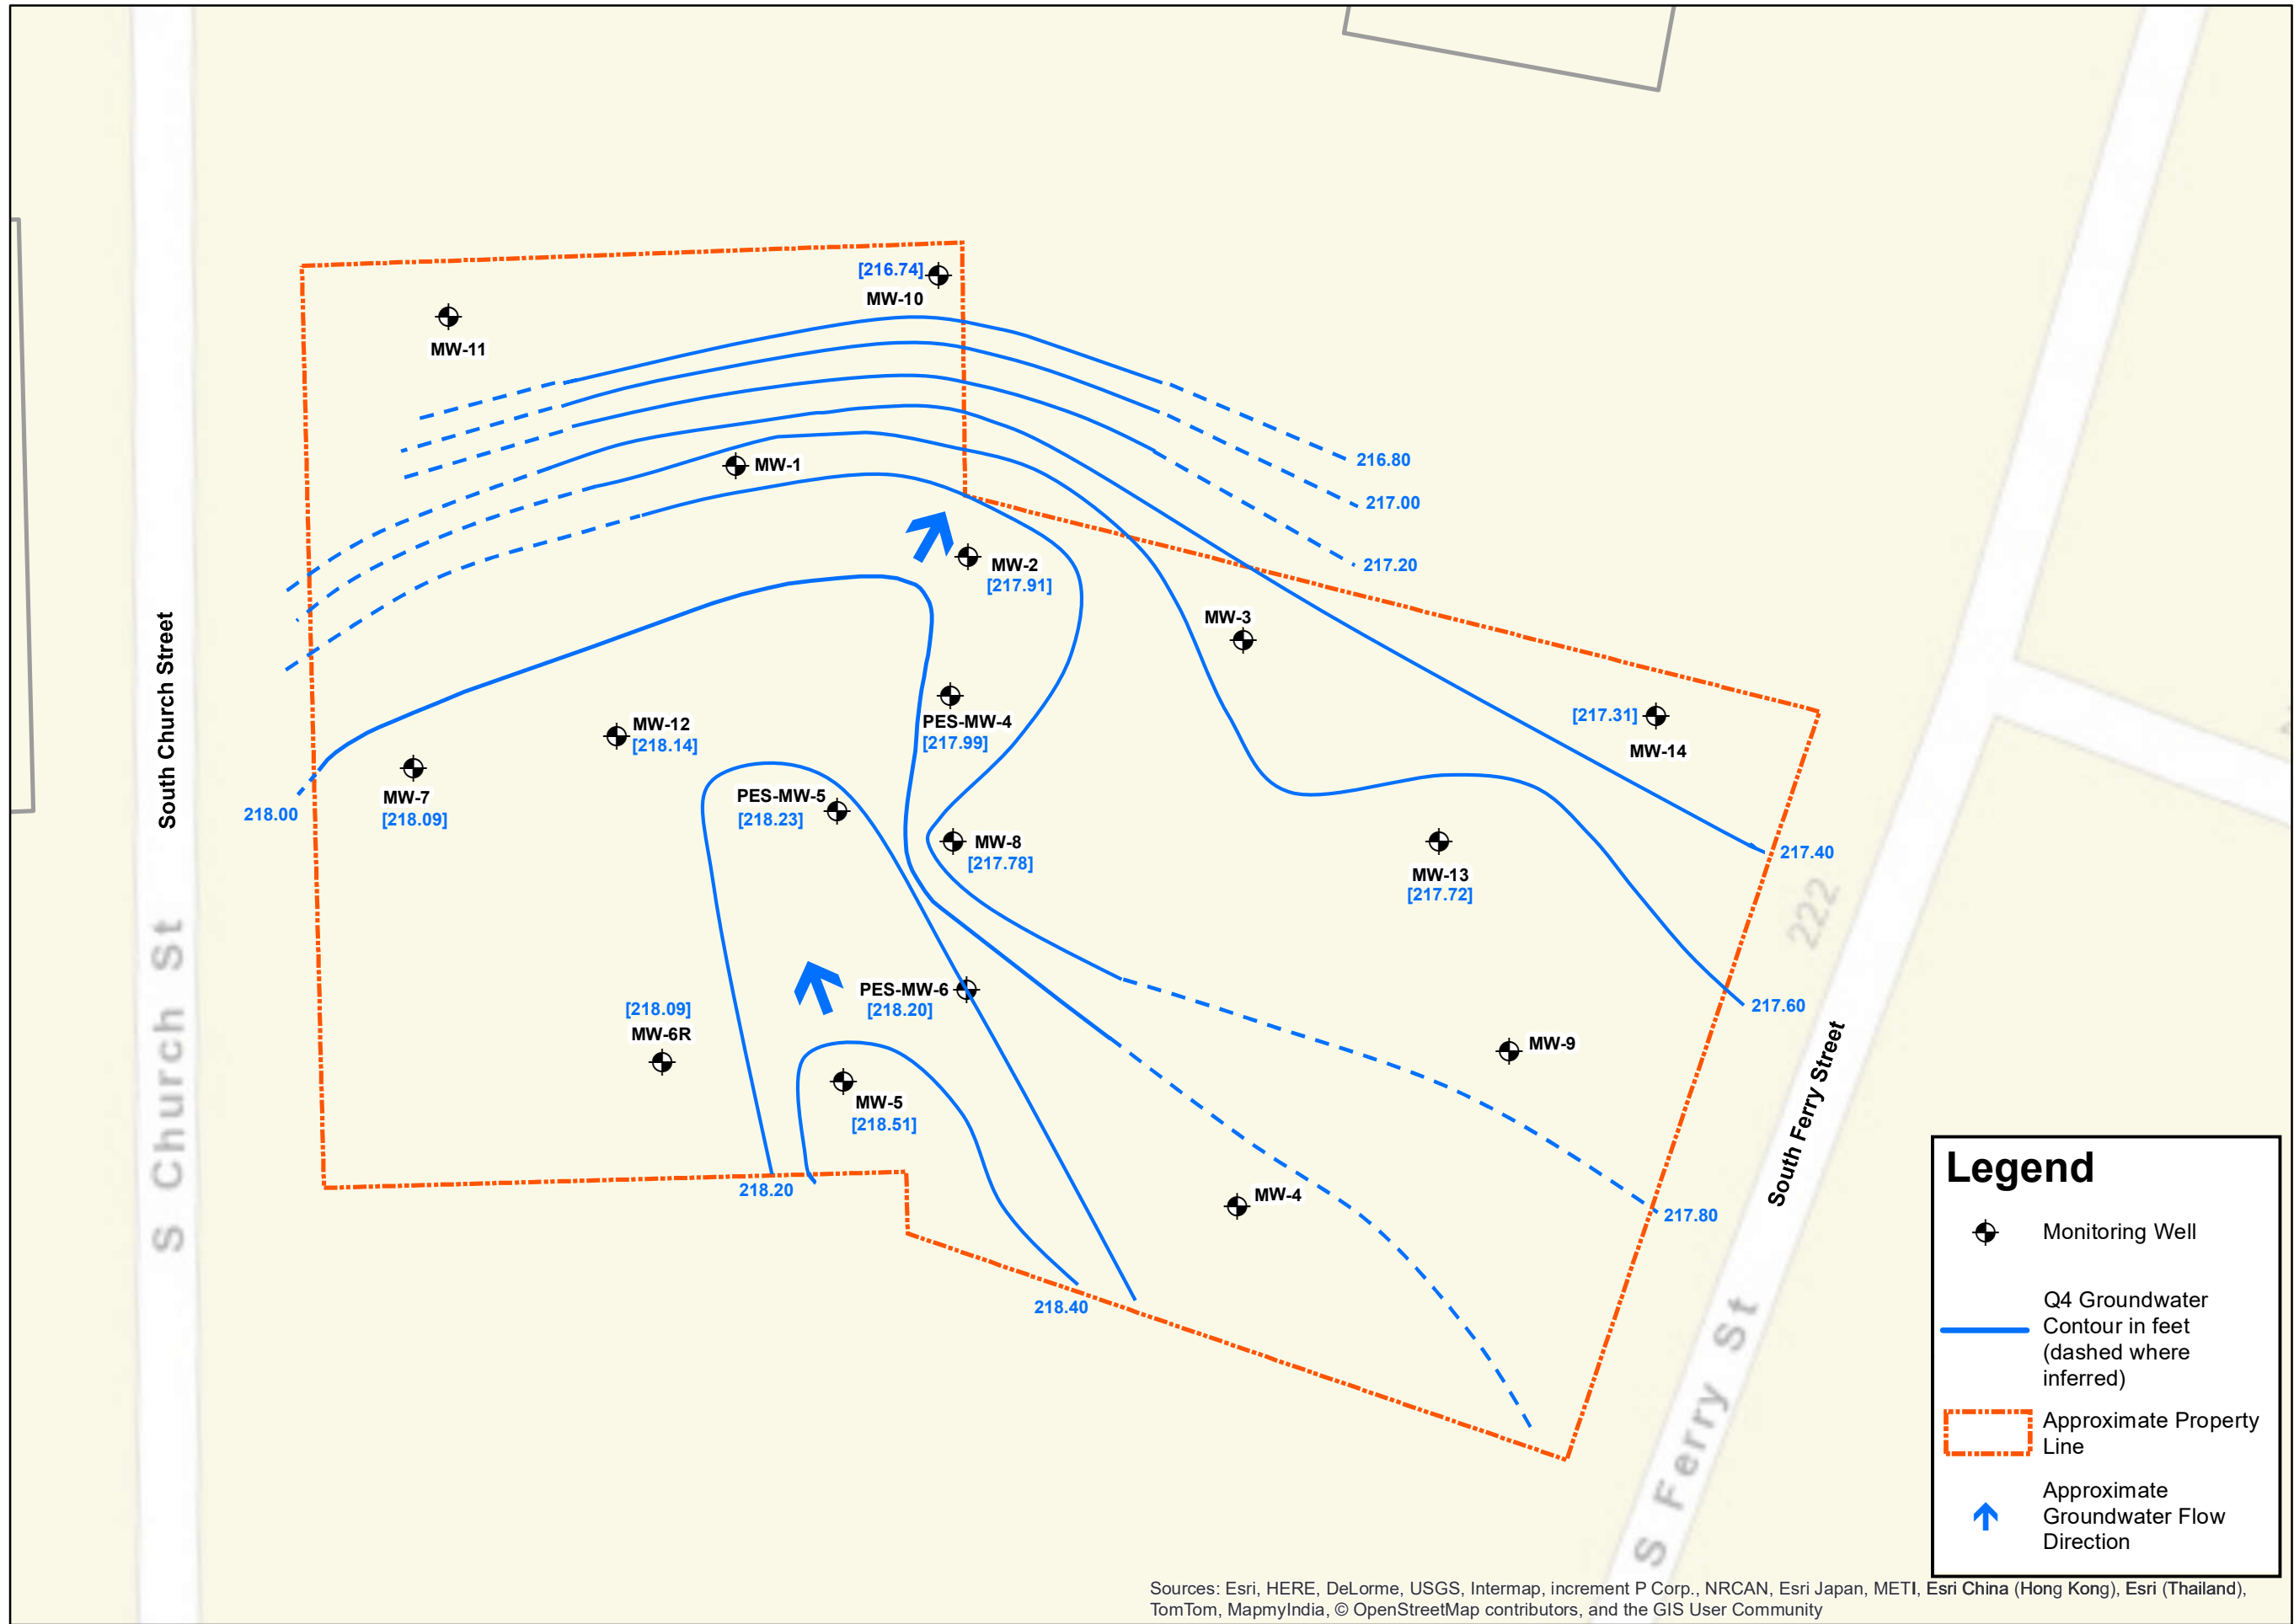 [216.74]
MW-10
MW-11
MW-1
216.80
217.00
217.20
MW-2
[217.91]
MW-3
South Church Street
PES-MW-4
[217.99]
MW-12
[218.14]
[217.31]
MW-14
MW-7
[218.09]
218.00
PES-MW-5
[218.23]
MW-8
[217.78]
MW-13
[217.72]
217.40
222
S Church St
PES-MW-6
[218.20]
217.60
[218.09]
MW-6R
MW-9
South Ferry Street
MW-5
[218.51]
218.20
MW-4
217.80
218.40
S Ferry St
Legend
Monitoring Well
Q4 Groundwater
Contour in feet
(dashed where
inferred)
Approximate Property
Line
Approximate
Groundwater Flow
Direction
Sources: Esri, HERE, DeLorme, USGS, Intermap, increment P Corp., NRCAN, Esri Japan, METI, Esri China (Hong Kong), Esri (Thailand),
TomTom, MapmyIndia, © OpenStreetMap contributors, and the GIS User Community